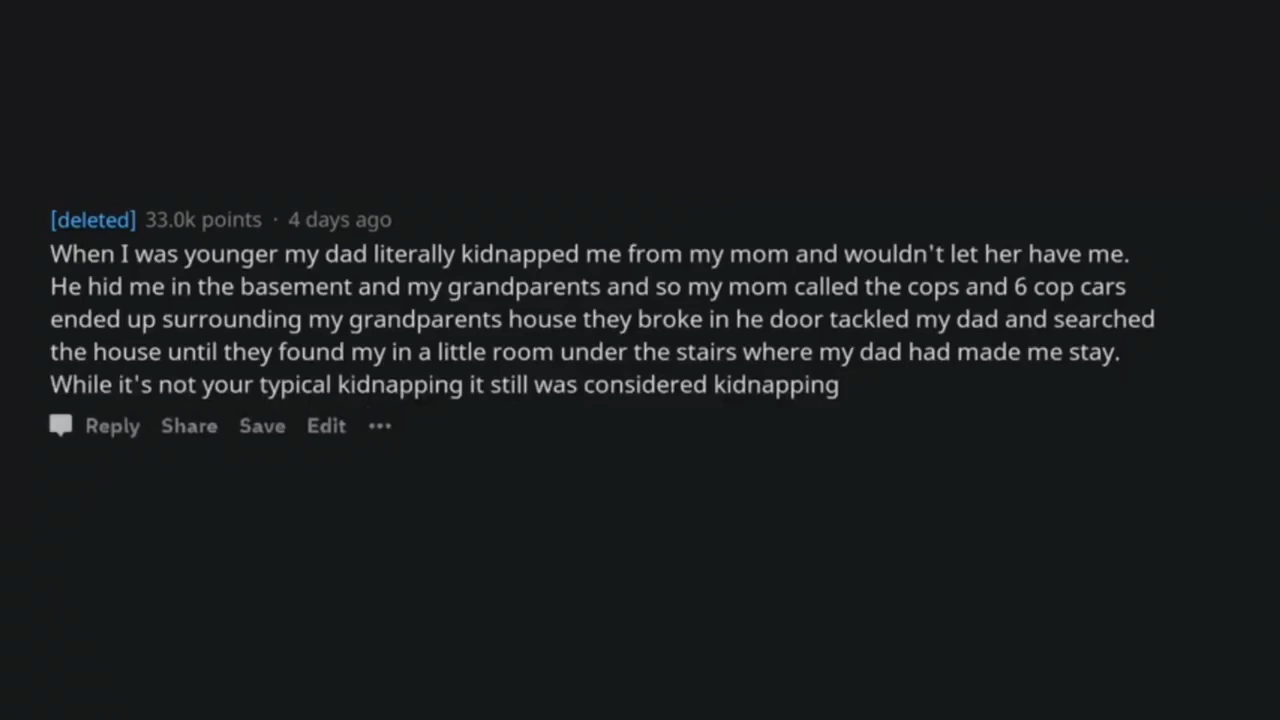 [deleted] 33.0k points · 4 days ago
When I was younger my dad literally kidnapped me from my mom and wouldn't let her have me.
He hid me in the basement and my grandparents and so my mom called the cops and 6 cop cars
ended up surrounding my grandparents house they broke in he door tackled my dad and searched
the house until they found my in a little room under the stairs where my dad had made me stay.
While it's not your typical kidnapping it still was considered kidnapping
Reply Share Save Edit •••